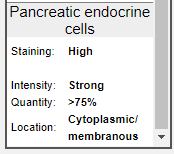 Pancreatic endocrine
cells
Staining: High
Intensity: Strong
Quantity: >75%
Location: Cytoplasmic/
membranous